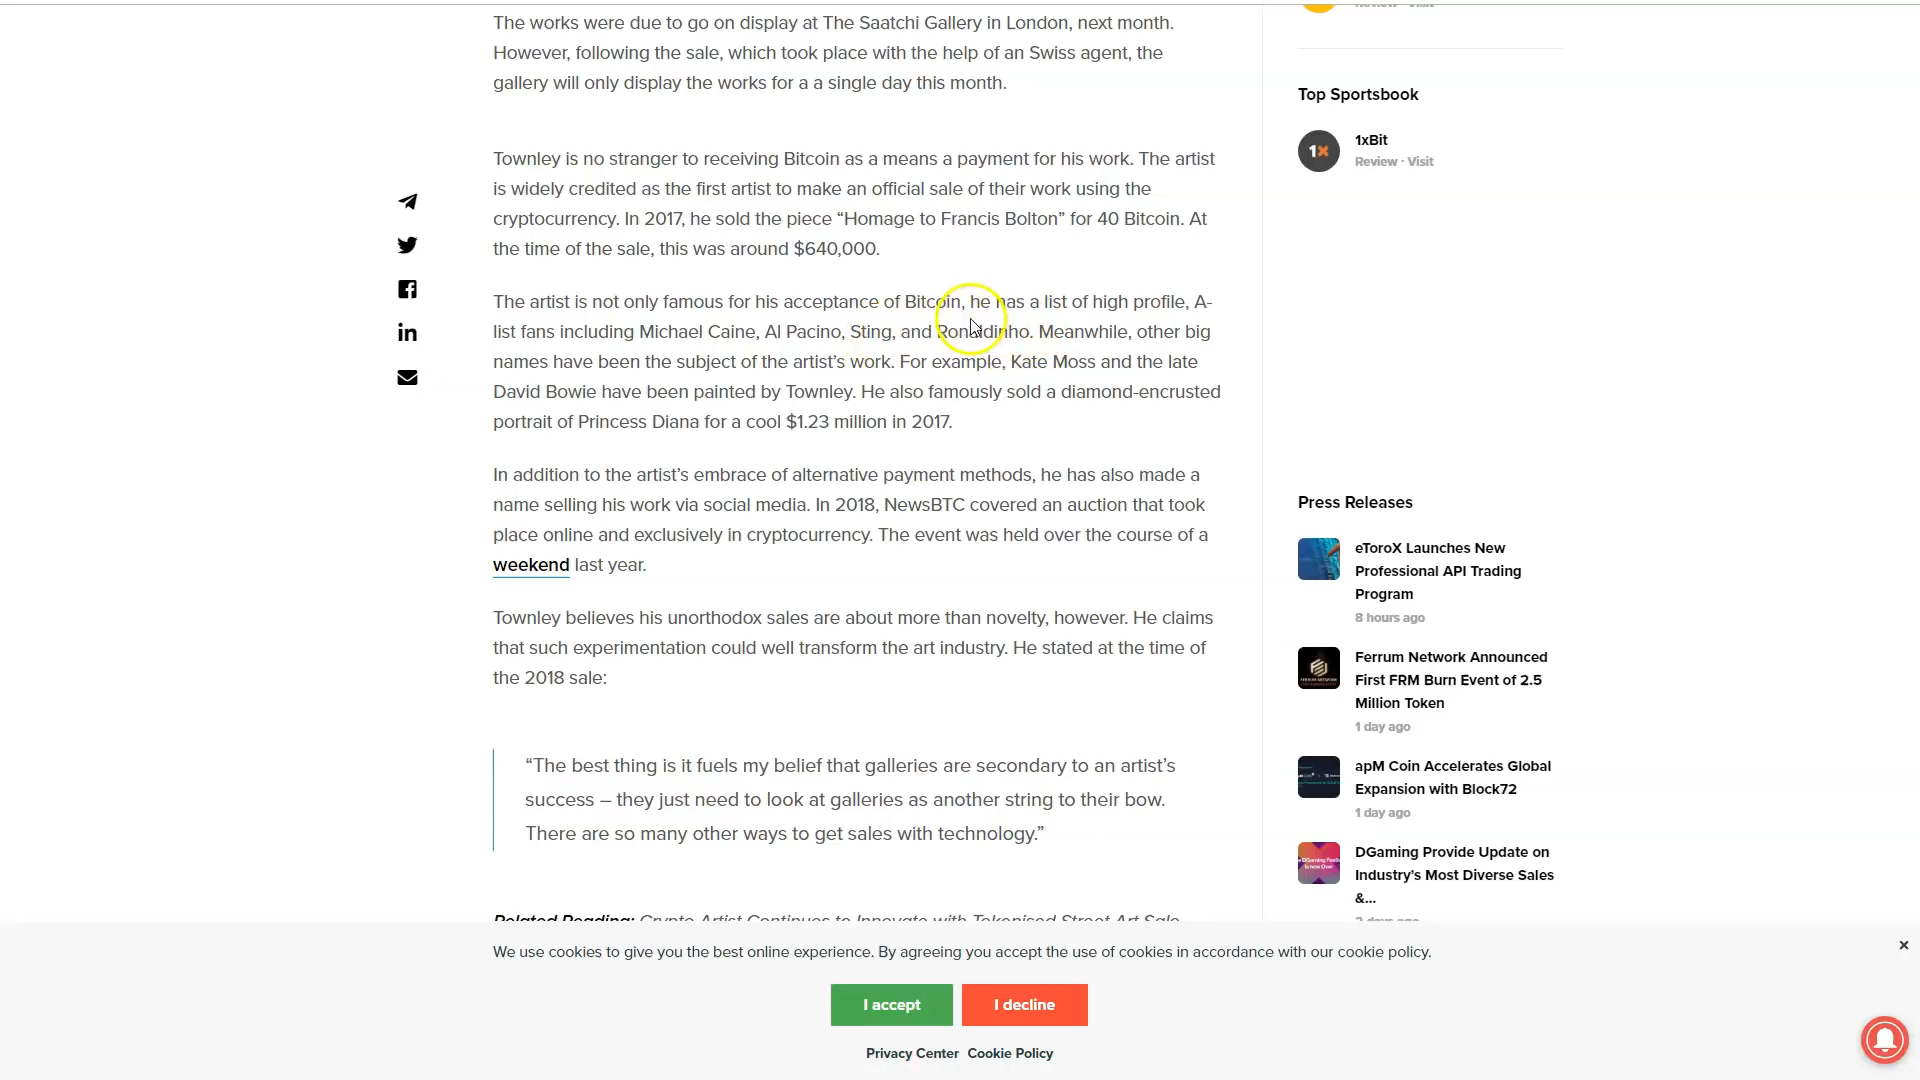 Review · Visit
The works were due to go on display at The Saatchi Gallery in London, next month.
However, following the sale, which took place with the help of an Swiss agent, the
gallery will only display the works for a a single day this month.
Townley is no stranger to receiving Bitcoin as a means a payment for his work. The artist
is widely credited as the first artist to make an official sale of their work using the
cryptocurrency. In 2017, he sold the piece “Homage to Francis Bolton” for 40 Bitcoin. At
the time of the sale, this was around $640,000.
The artist is not only famous for his acceptance of Bitcoin, he has a list of high profile, A-
list fans including Michael Caine, Al Pacino, Sting, and Ronaldinho. Meanwhile, other big
names have been the subject of the artist’s work. For example, Kate Moss and the late
David Bowie have been painted by Townley. He also famously sold a diamond-encrusted
portrait of Princess Diana for a cool $1.23 million in 2017.
In addition to the artist’s embrace of alternative payment methods, he has also made a
name selling his work via social media. In 2018, NewsBTC covered an auction that took
place online and exclusively in cryptocurrency. The event was held over the course of a
weekend last year.
Townley believes his unorthodox sales are about more than novelty, however. He claims
that such experimentation could well transform the art industry. He stated at the time of
the 2018 sale:
“The best thing is it fuels my belief that galleries are secondary to an artist’s
success – they just need to look at galleries as another string to their bow.
There are so many other ways to get sales with technology.”
Related Reading: Crypto Artist Continues to Innovate with Tokenised Street Art Sale
Top Sportsbook
1x
1xBit
Review · Visit
Press Releases
eToroX Launches New
Professional API Trading
Program
8 hours ago
Ferrum Network Announced
First FRM Burn Event of 2.5
Million Token
1 day ago
apM Coin Accelerates Global
Expansion with Block72
1 day ago
DGaming Provide Update on
Industry’s Most Diverse Sales
&...
2 days ago
We use cookies to give you the best online experience. By agreeing you accept the use of cookies in accordance with our cookie policy.
×
I accept
I decline
Privacy Center Cookie Policy